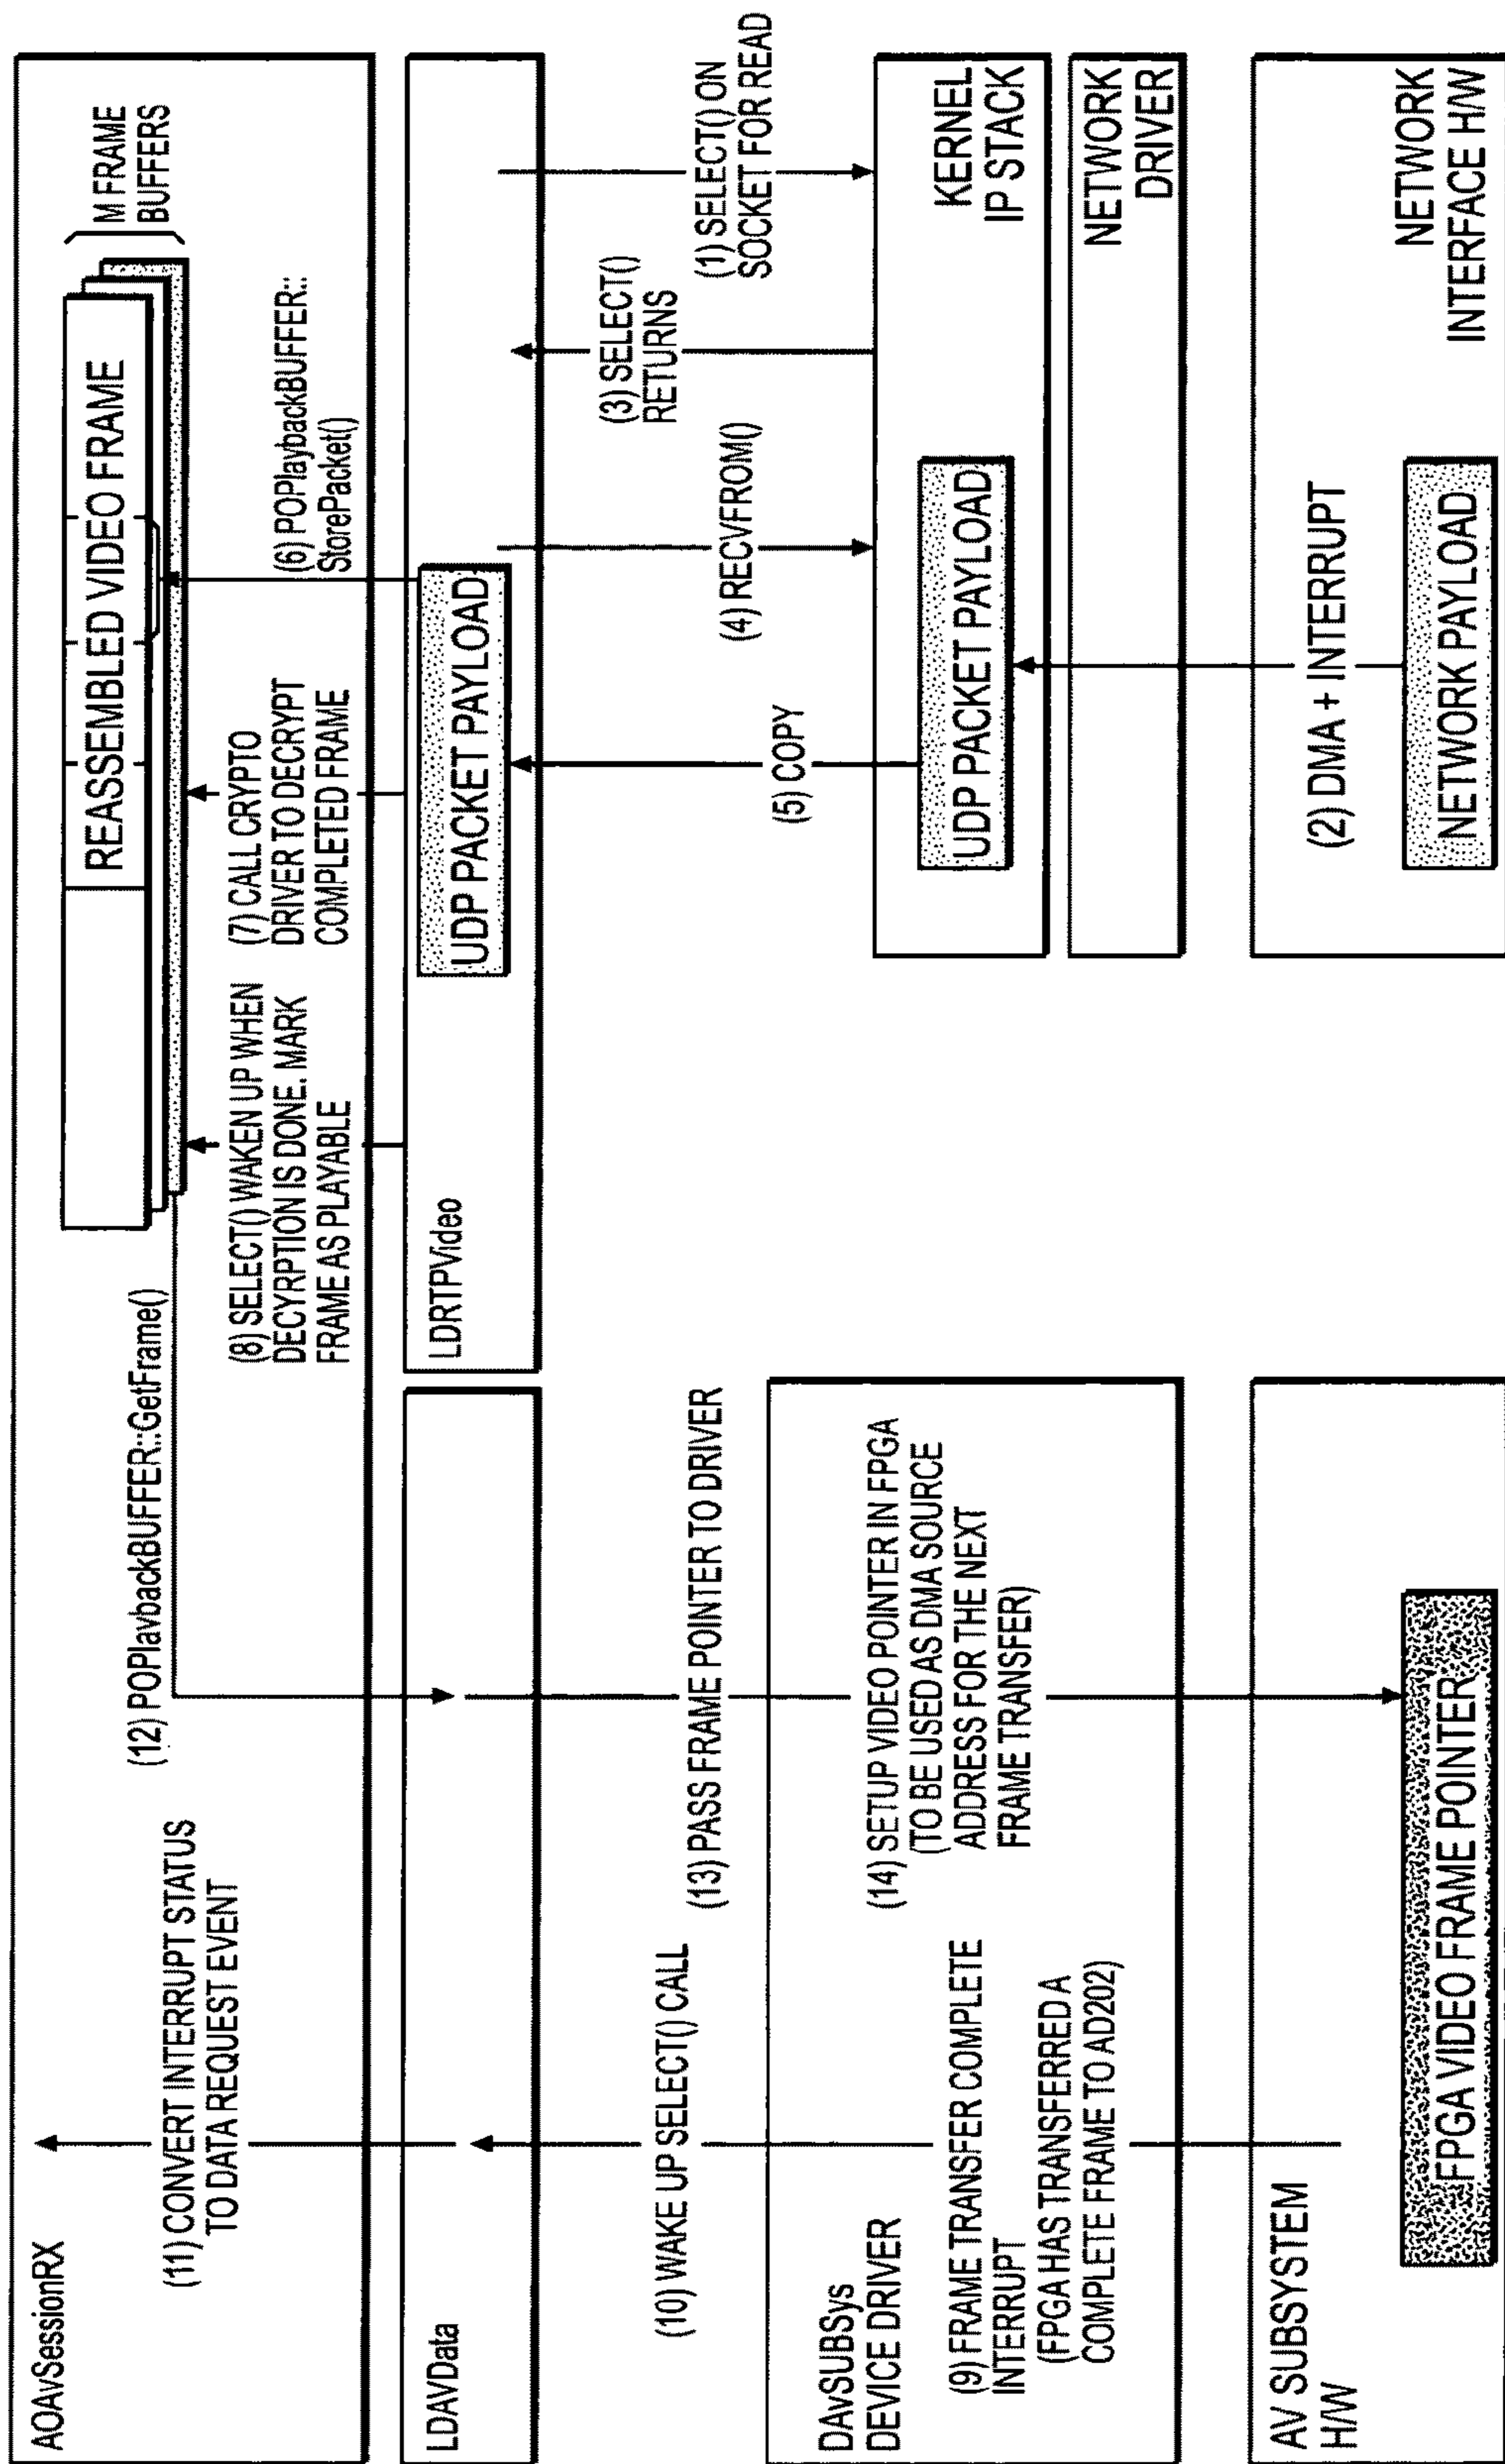 AOAvSessionRX
(11) CONVERT INTERRUPT STATUS
TO DATA REQUEST EVENT
(12) POPlavbackBUFFER::GetFrame()
REASSEMBLED VIDEO FRAME
M FRAME
BUFFERS
(8) SELECT() WAKEN UP WHEN
DECYRPTION IS DONE. MARK
FRAME AS PLAYABLE
(7) CALL CRYPTO
DRIVER TO DECRYPT
COMPLETED FRAME
(6) POPlaybackBUFFER::
StorePacket()
LDAVData
LDRTPVideo
UDP PACKET PAYLOAD
(10) WAKE UP SELECT() CALL
(13) PASS FRAME POINTER TO DRIVER
(5) COPY
(4) RECVFROM()
(3) SELECT()
RETURNS
(1) SELECT() ON
SOCKET FOR READ
DAvSUBSys
DEVICE DRIVER
(9) FRAME TRANSFER COMPLETE
INTERRUPT
(FPGA HAS TRANSFERRED A
COMPLETE FRAME TO AD202)
(14) SETUP VIDEO POINTER IN FPGA
(TO BE USED AS DMA SOURCE
ADDRESS FOR THE NEXT
FRAME TRANSFER)
UDP PACKET PAYLOAD
KERNEL
IP STACK
NETWORK
DRIVER
AV SUBSYSTEM
H/W
FPGA VIDEO FRAME POINTER
(2) DMA + INTERRUPT
NETWORK PAYLOAD
NETWORK
INTERFACE H/W